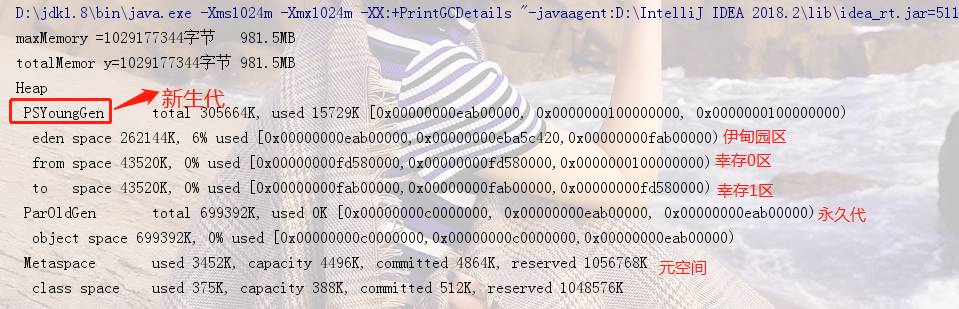 D:\jdk1.8\bin\java.exe -Xms1024m -Xmx1024m -XX:+PrintGCDetails "-javaagent:D:\IntelliJ IDEA 2018.2\lib\idea_rt.jar=511
maxMemory =1029177344字节 981.5MB
totalMemor y=1029177344字节 981.5MB
Heap
PSYoungGen 新生代 total 305664K, used 15729K [0x00000000eab00000, 0x0000000100000000, 0x0000000100000000)
eden space 262144K, 6% used [0x00000000eab00000,0x00000000eba5c420,0x00000000fab00000) 伊甸园区
from space 43520K, 0% used [0x00000000fd580000,0x00000000fd580000,0x0000000100000000) 幸存0区
to space 43520K, 0% used [0x00000000fab00000,0x00000000fab00000,0x00000000fd580000) 幸存1区
ParOldGen total 699392K, used 0K [0x00000000c0000000, 0x00000000eab00000, 0x00000000eab00000) 永久代
object space 699392K, 0% used [0x00000000c0000000,0x00000000c0000000,0x00000000eab00000)
Metaspace used 3452K, capacity 4496K, committed 4864K, reserved 1056768K 元空间
class space used 375K, capacity 388K, committed 512K, reserved 1048576K